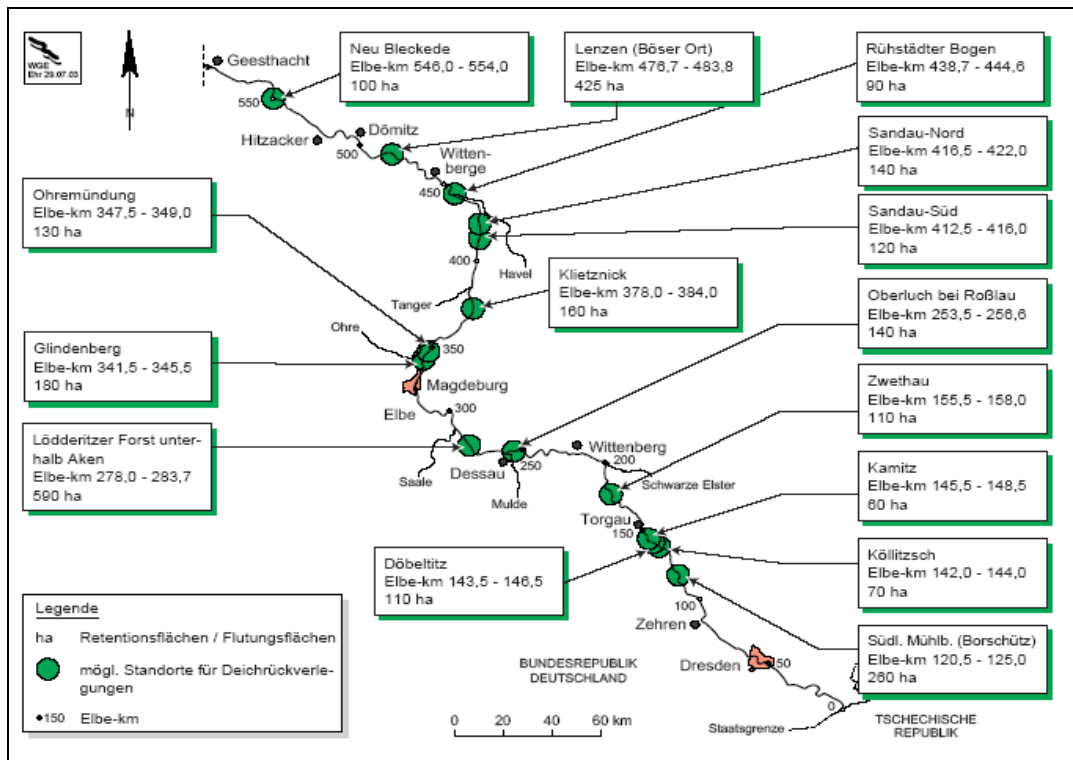 WGE
Ehr 29.07.03
N
Geesthacht
Neu Bleckede
Elbe-km 546,0 - 554,0
100 ha
Lenzen (Böser Ort)
Elbe-km 476,7 - 483,8
425 ha
Rühstädter Bogen
Elbe-km 438,7 - 444,6
90 ha
550
Hitzacker
Dömitz
500
Witten-
berge
450
Sandau-Nord
Elbe-km 416,5 - 422,0
140 ha
Ohremündung
Elbe-km 347,5 - 349,0
130 ha
Sandau-Süd
Elbe-km 412,5 - 416,0
120 ha
400
Havel
Klietznick
Elbe-km 378,0 - 384,0
160 ha
Tanger
Oberluch bei Roßlau
Elbe-km 253,5 - 256,6
140 ha
Ohre
350
Glindenberg
Elbe-km 341,5 - 345,5
180 ha
Magdeburg
Elbe
300
Zwethau
Elbe-km 155,5 - 158,0
110 ha
Lödderitzer Forst unter-
halb Aken
Elbe-km 278,0 - 283,7
590 ha
Saale
Dessau
250
Mulde
Wittenberg
200
Schwarze Elster
Kamitz
Elbe-km 145,5 - 148,5
60 ha
Torgau
150
Döbeltitz
Elbe-km 143,5 - 146,5
110 ha
Köllitzsch
Elbe-km 142,0 - 144,0
70 ha
100
Zehren
Südl. Mühlb. (Borschütz)
Elbe-km 120,5 - 125,0
260 ha
Legende
ha Retentionsflächen / Flutungsflächen
mögl. Standorte für Deichrückverle-
gungen
150 Elbe-km
BUNDESREPUBLIK
DEUTSCHLAND
Dresden
50
0 20 40 60 km
0
Staatsgrenze
TSCHECHISCHE
REPUBLIK